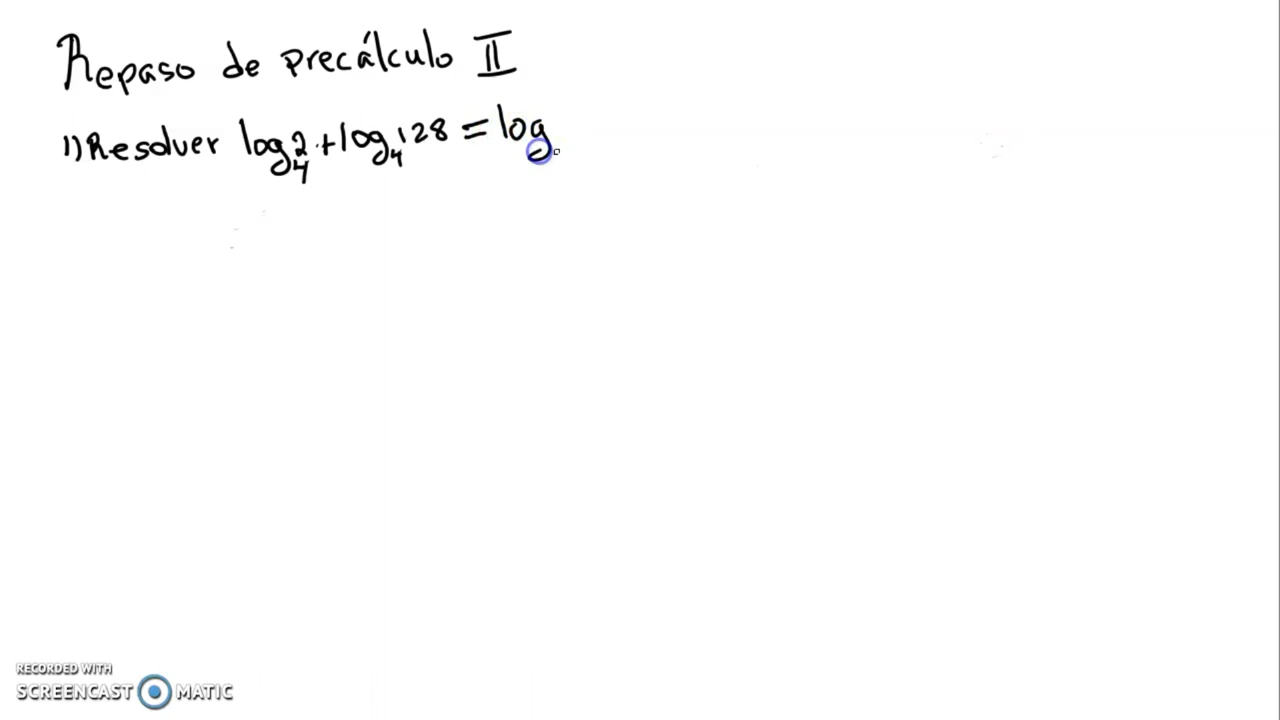 Repaso de precálculo II
1) Resolver log₄2 + log₄128 = log
RECORDED WITH
SCREENCAST MATIC